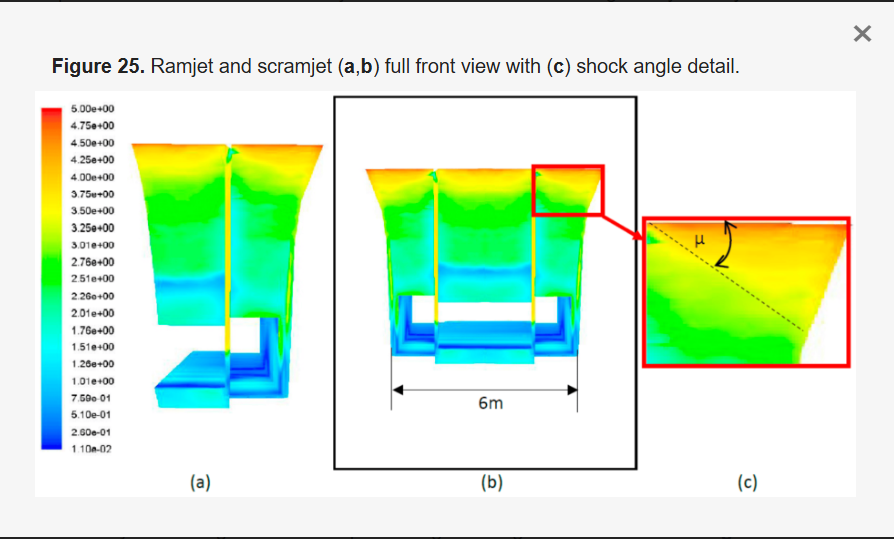 ×
Figure 25. Ramjet and scramjet (a,b) full front view with (c) shock angle detail.
5.00e+00
4.75e+00
4.50e+00
4.25e+00
4.00e+00
3.75e+00
3.50e+00
3.25e+00
3.01e+00
2.76e+00
2.51e+00
2.26e+00
2.01e+00
1.76e+00
1.51e+00
1.26e+00
1.01e+00
7.59e-01
5.10e-01
2.60e-01
1.10e-02
μ
6m
(a)
(b)
(c)